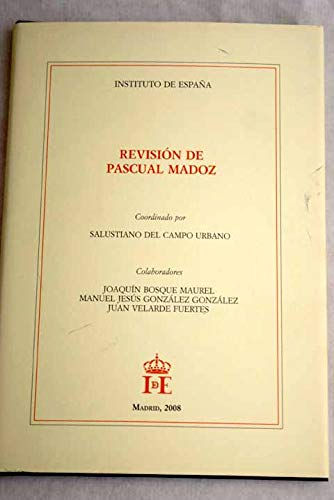 INSTITUTO DE ESPAÑA
REVISIÓN DE
PASCUAL MADOZ
Coordinado por
SALUSTIANO DEL CAMPO URBANO
Colaboradores
JOAQUÍN BOSQUE MAUREL
MANUEL JESÚS GONZÁLEZ GONZÁLEZ
JUAN VELARDE FUERTES
IDE
MADRID, 2008